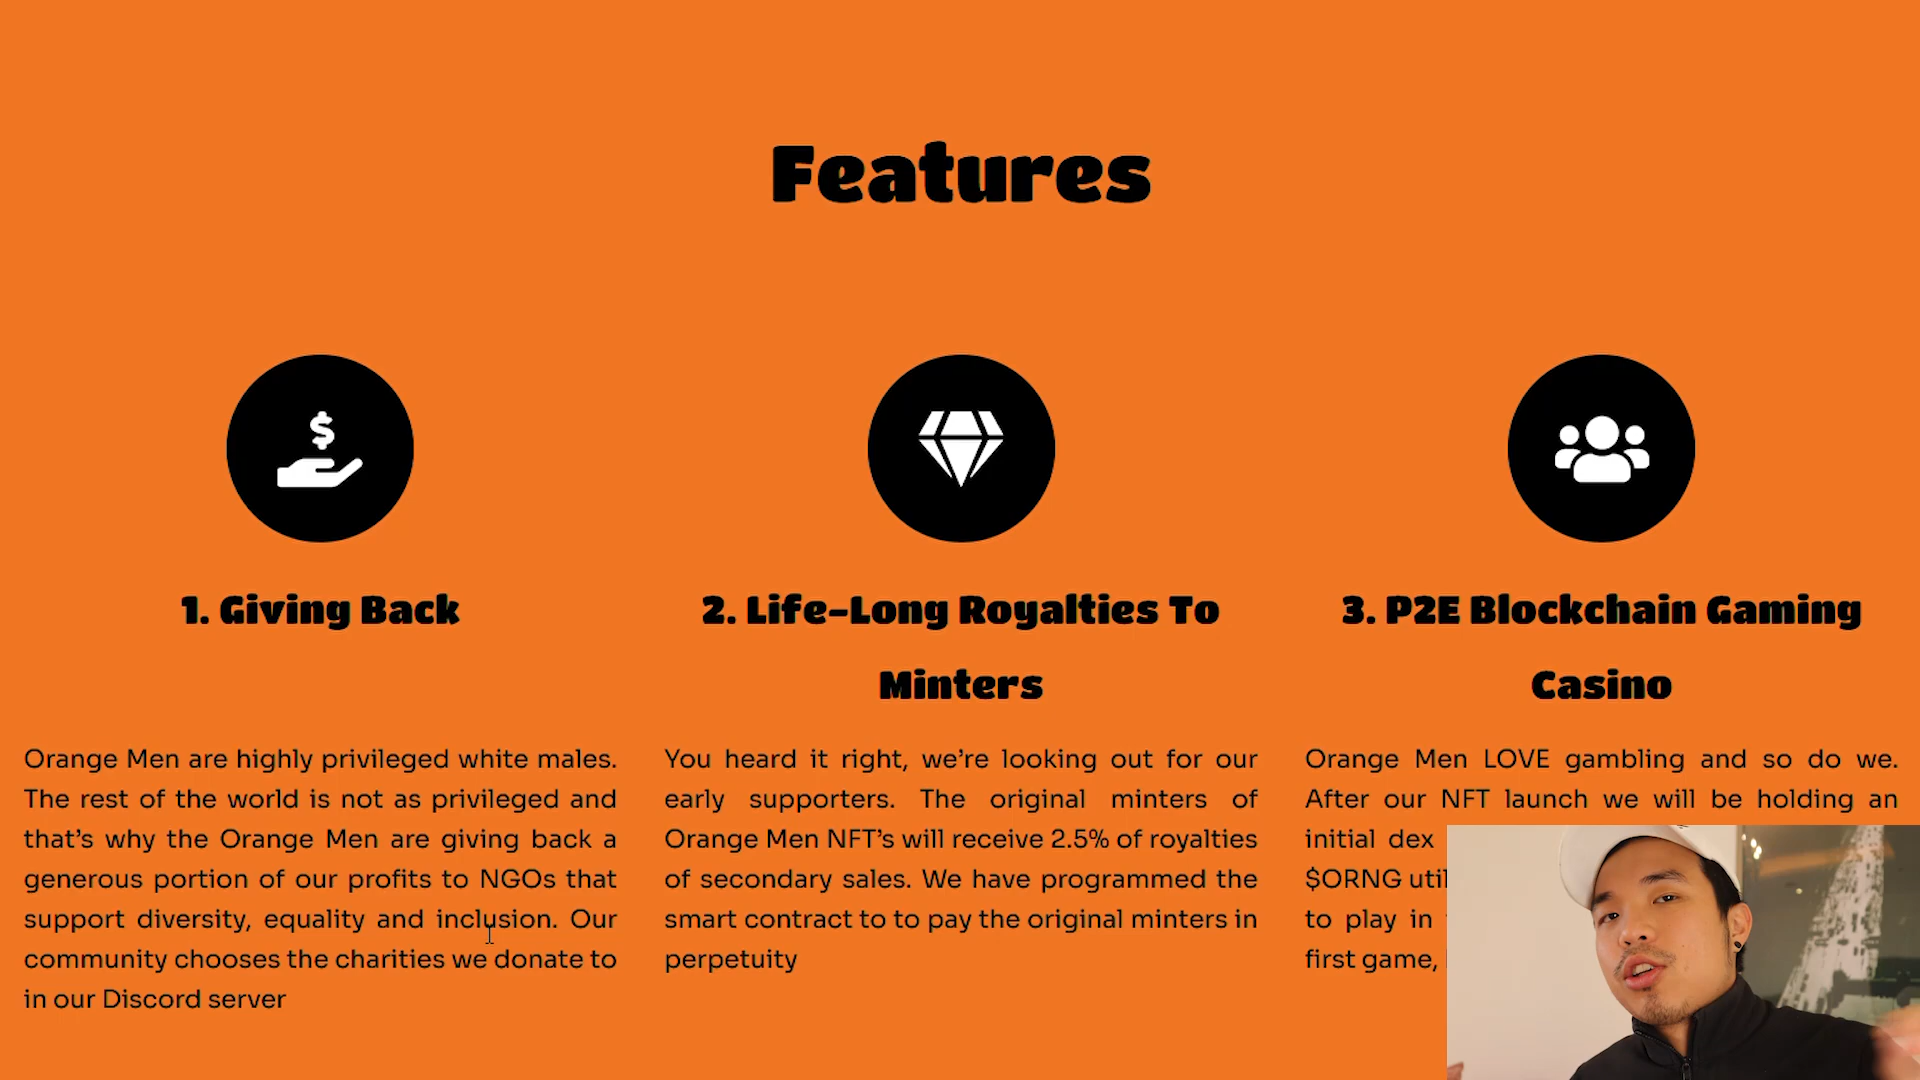 Features
1. Giving Back
Orange Men are highly privileged white males.
The rest of the world is not as privileged and
that's why the Orange Men are giving back a
generous portion of our profits to NGOs that
support diversity, equality and inclusion. Our
community chooses the charities we donate to
in our Discord server
2. Life-Long Royalties To
Minters
You heard it right, we're looking out for our
early supporters. The original minters of
Orange Men NFT's will receive 2.5% of royalties
of secondary sales. We have programmed the
smart contract to to pay the original minters in
perpetuity
3. P2E Blockchain Gaming
Casino
Orange Men LOVE gambling and so do we.
After our NFT launch we will be holding an
initial dex
$ORNG
to play in
first game,